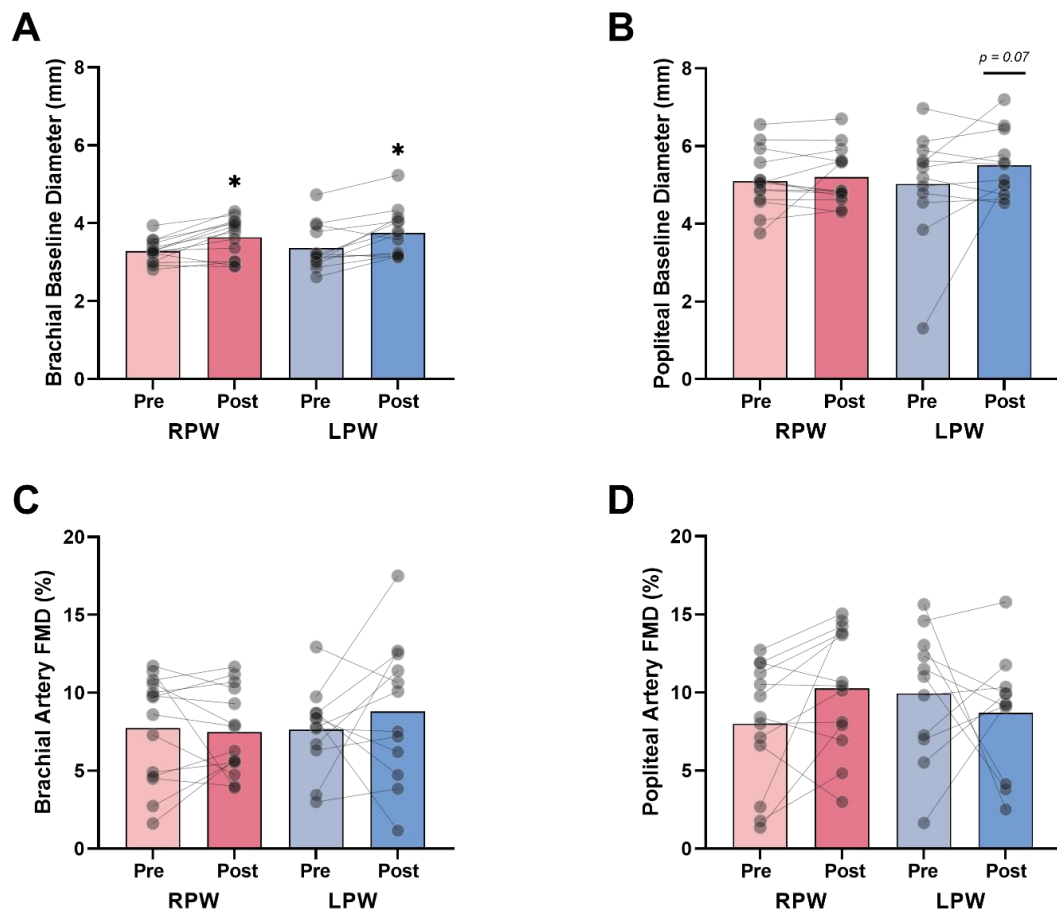 A
Brachial Baseline Diameter (mm)
8
6
4
2
0
*
*
Pre Post Pre Post
RPW LPW
B
Popliteal Baseline Diameter (mm)
8
6
4
2
0
p = 0.07
Pre Post Pre Post
RPW LPW
C
Brachial Artery FMD (%)
20
15
10
5
0
Pre Post Pre Post
RPW LPW
D
Popliteal Artery FMD (%)
20
15
10
5
0
Pre Post Pre Post
RPW LPW